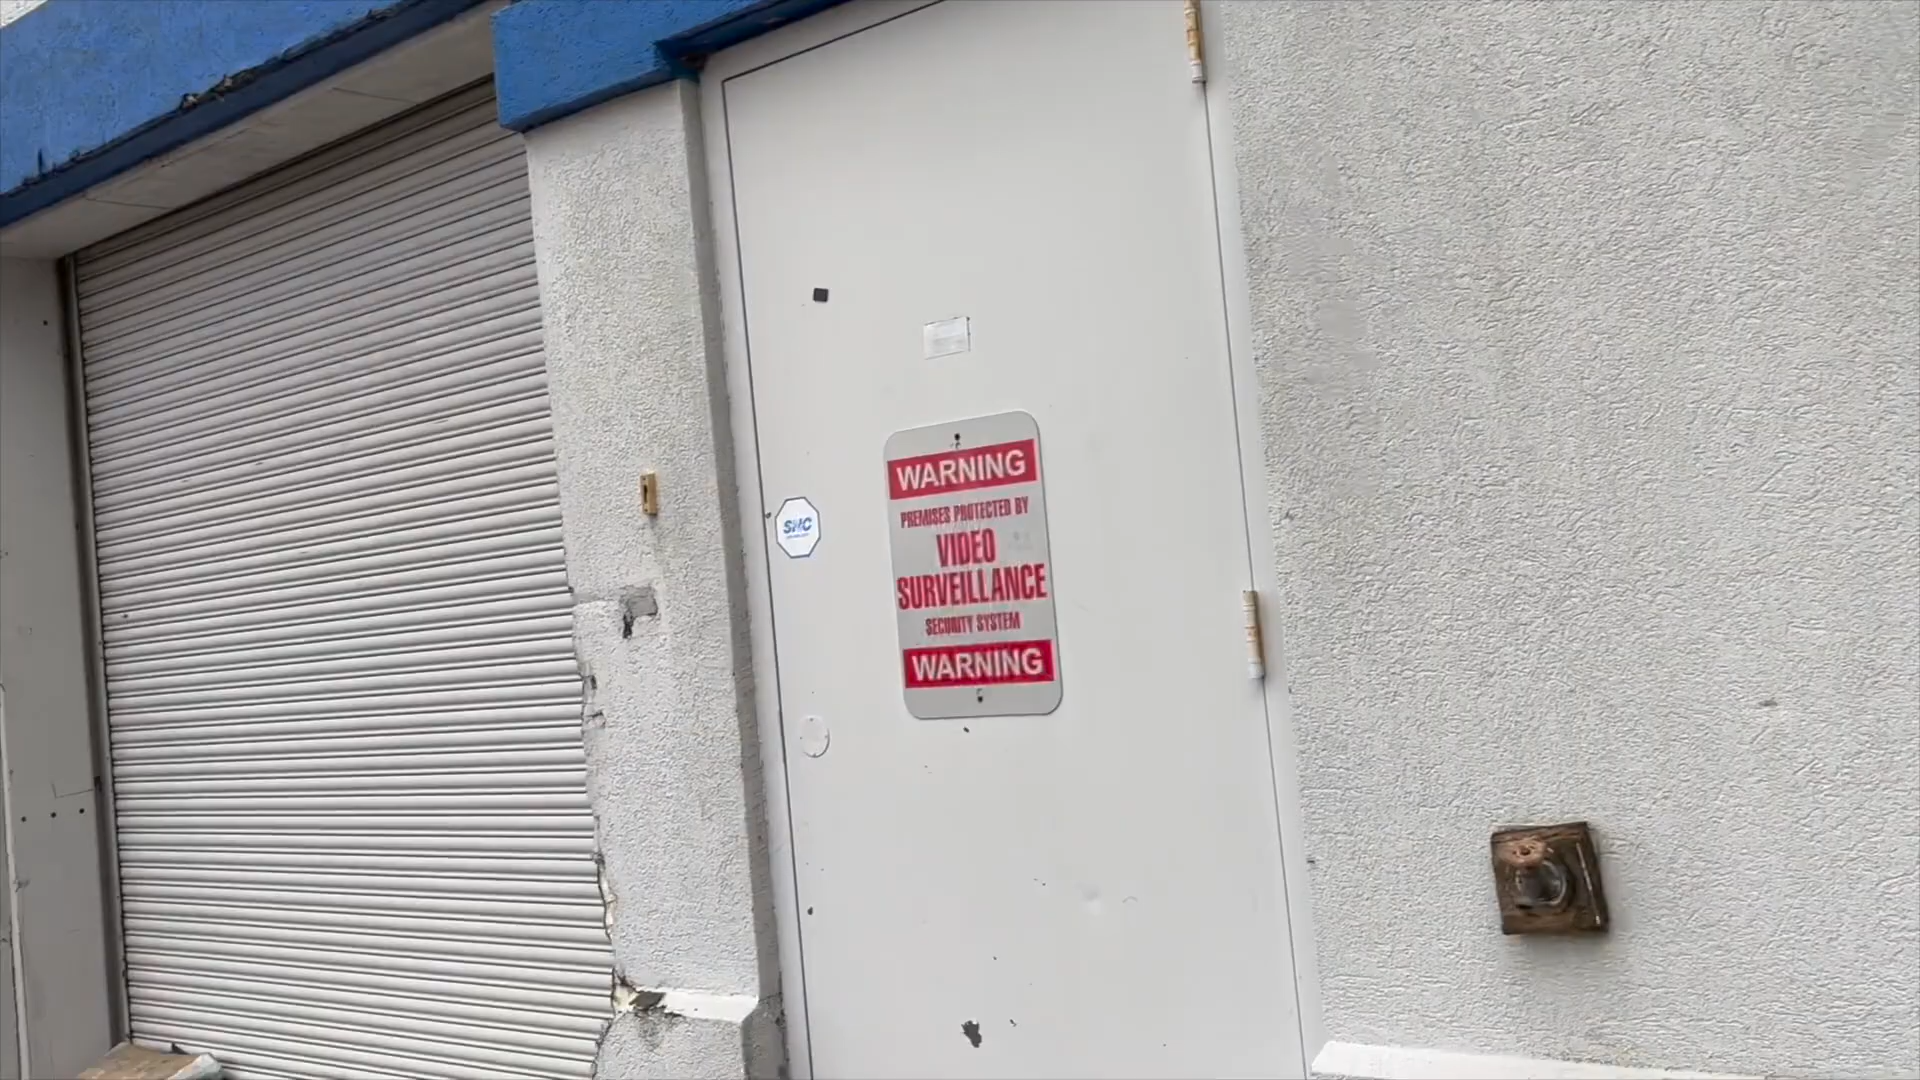 WARNING
PREMISES PROTECTED BY
VIDEO
SURVEILLANCE
SECURITY SYSTEM
WARNING
SMC